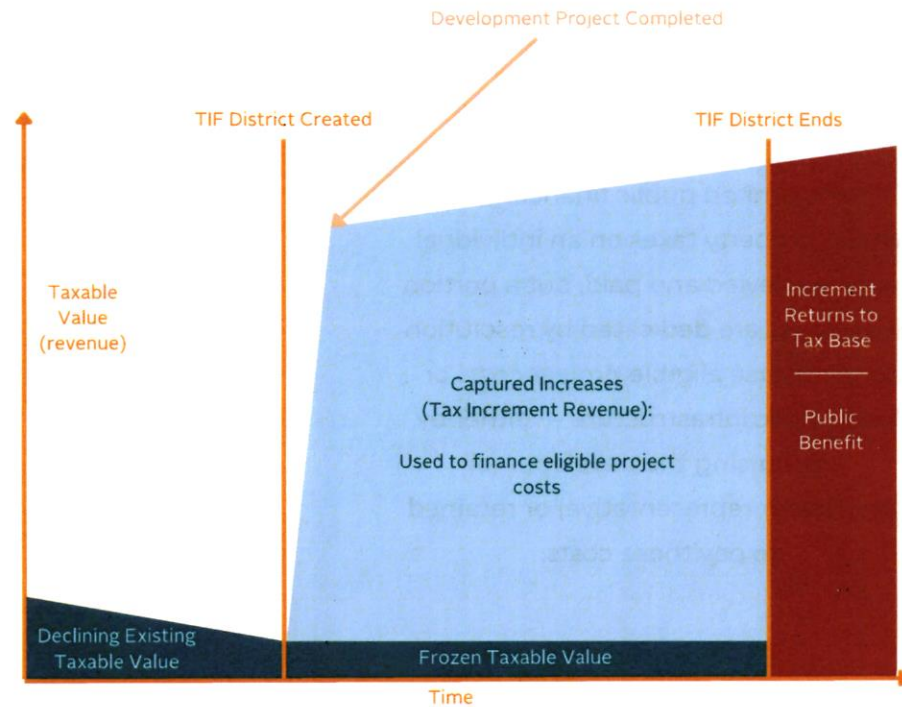 Development Project Completed
TIF District Created
TIF District Ends
Taxable
Value
(revenue)
Captured Increases
(Tax Increment Revenue):
Used to finance eligible project
costs
Increment
Returns to
Tax Base
Public
Benefit
Declining Existing
Taxable Value
Frozen Taxable Value
Time